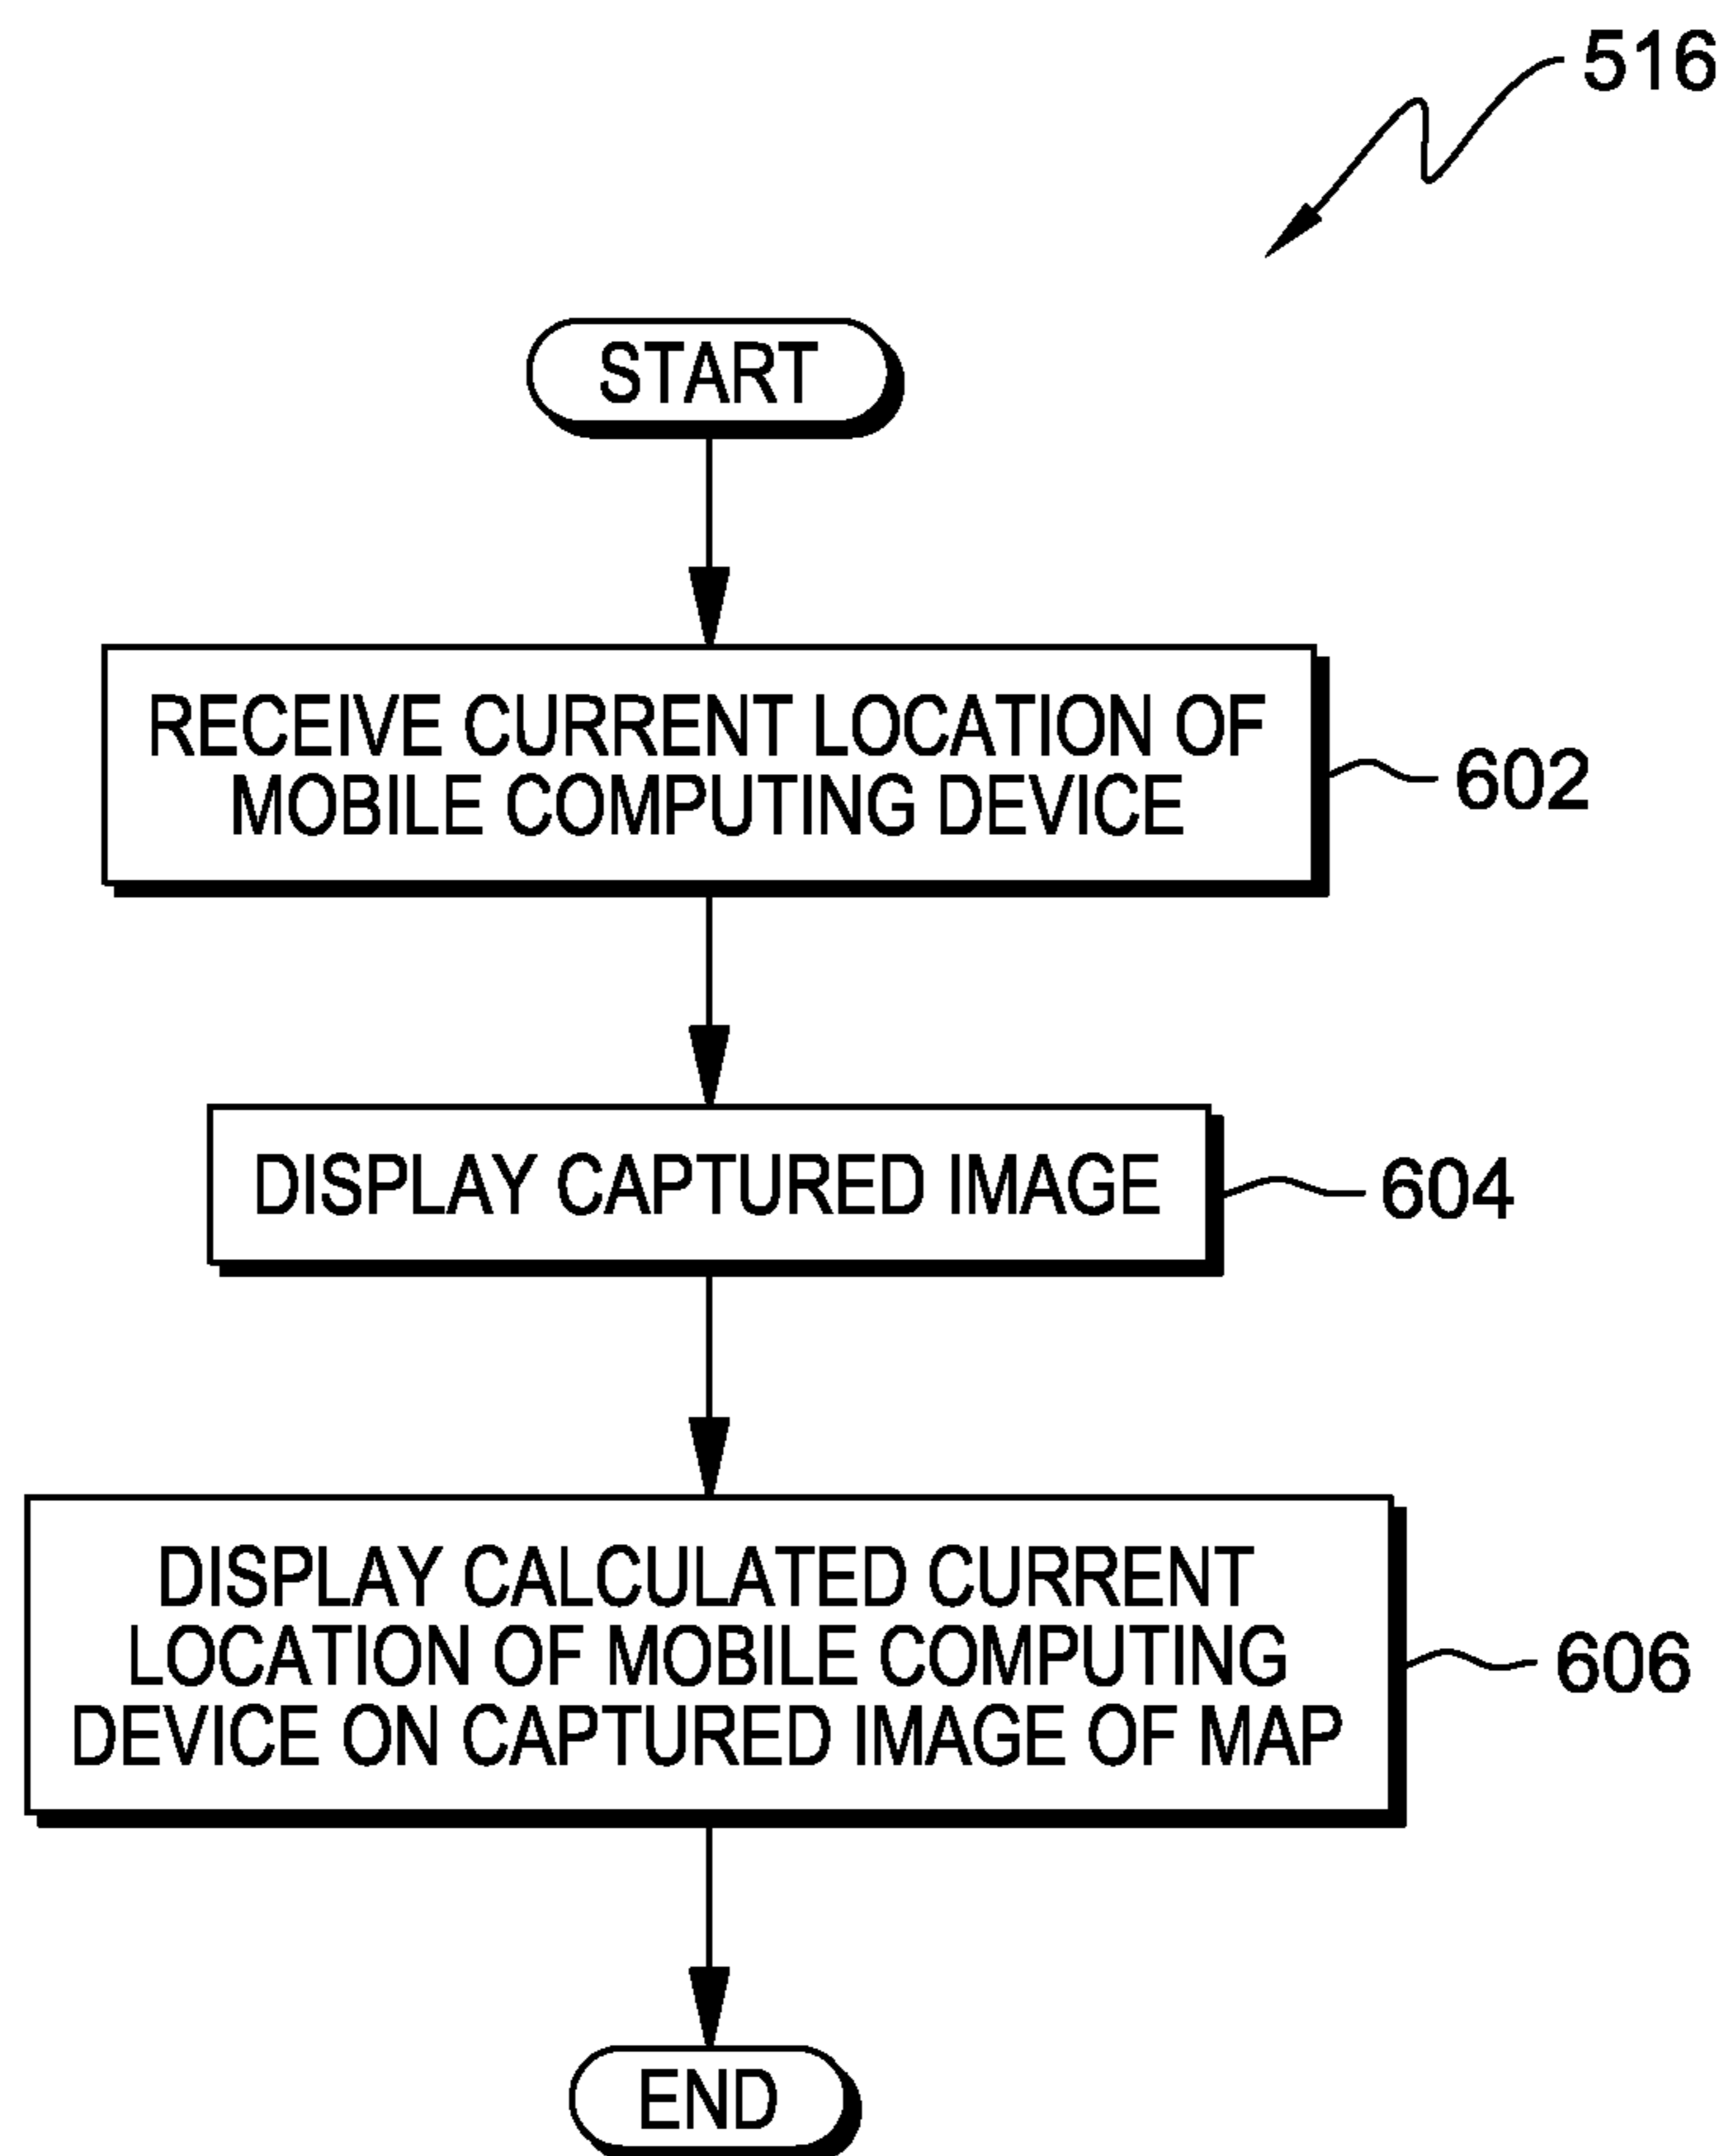 516
START
RECEIVE CURRENT LOCATION OF
MOBILE COMPUTING DEVICE
602
DISPLAY CAPTURED IMAGE
604
DISPLAY CALCULATED CURRENT
LOCATION OF MOBILE COMPUTING
DEVICE ON CAPTURED IMAGE OF MAP
606
END